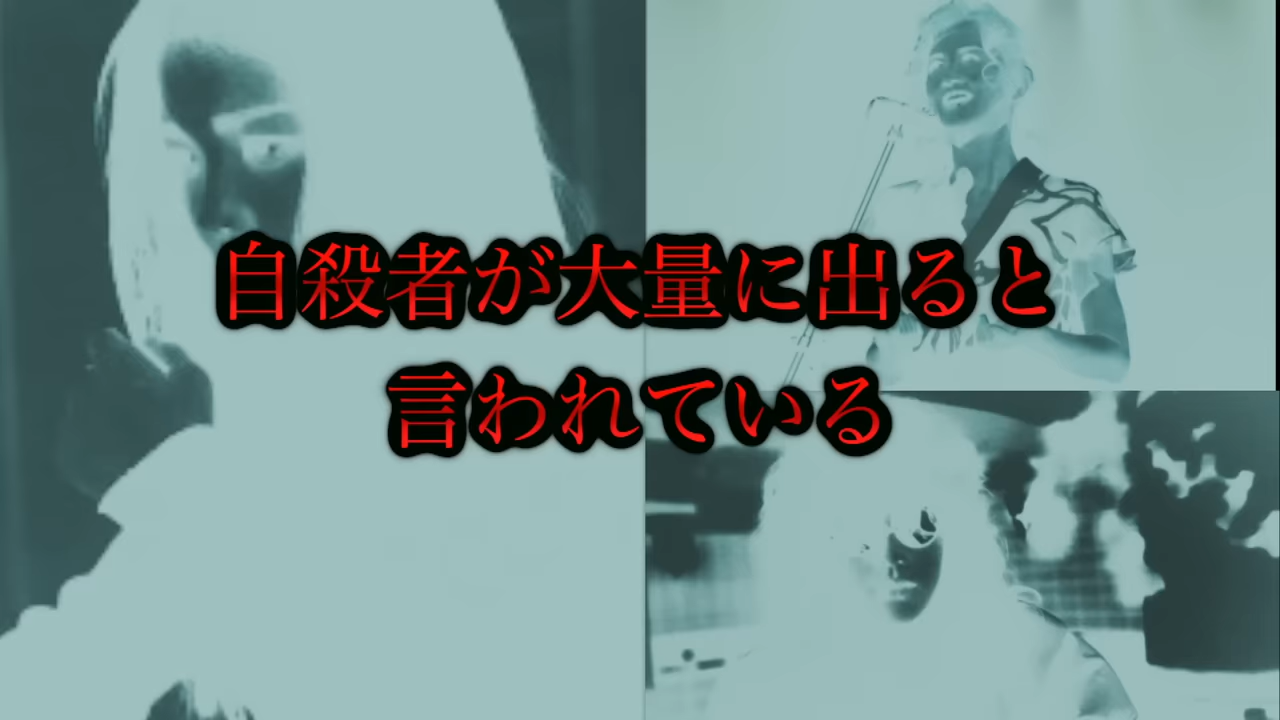 自殺者が大量に出ると
言われている